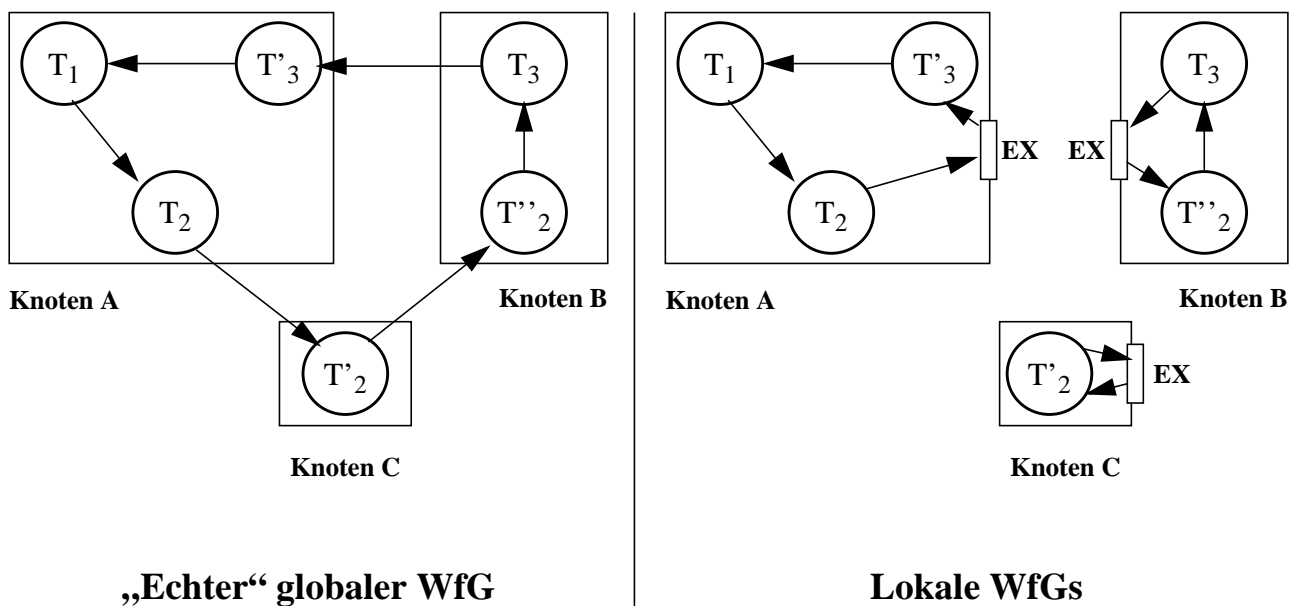 T1 T'3 T3
T2 T’’2
Knoten A
Knoten B
T'2
Knoten C
„Echter“ globaler WfG
T1 T'3 T3
EX EX
T2 T’’2
Knoten A
Knoten B
T'2 EX
Knoten C
Lokale WfGs